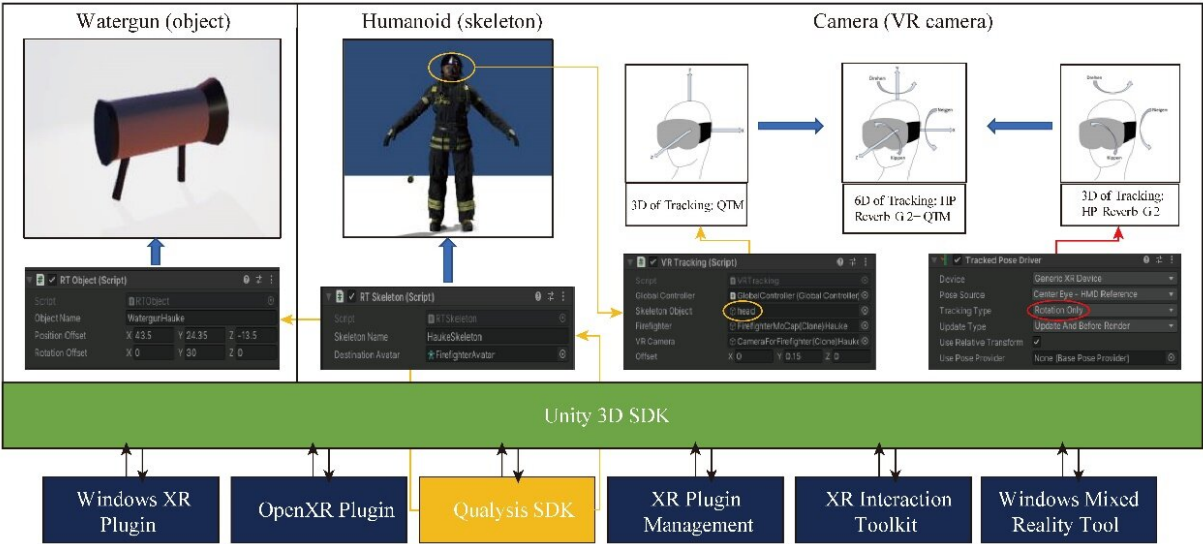 Watergun (object)
Humanoid (skeleton)
Camera (VR camera)
Drehen
Neigen
Kippen
Drehen
Neigen
Kippen
3D of Tracking: QTM
6D of Tracking: HP
Reverb G2–QTM
3D of Tracking:
HP Reverb G2
RT Object (Script)
Script
RTObject
Object Name
WatergunHauke
Position Offset
X 43.5 Y 24.35 Z -13.5
Rotation Offset
X 0 Y 30 Z 0
RT Skeleton (Script)
Script
RTSkeleton
Skeleton Name
HaukeSkeleton
Destination Avatar
FirefighterAvatar
VR Tracking (Script)
Script
VRTracking
Global Controller
GlobalController (Global Controller)
Skeleton Object
head
Firefighter
FirefighterMoCap(Clone)Hauke
VR Camera
CameraForFirefighter(Clone)Hauke
Offset
X 0 Y 0.15 Z 0
Tracked Pose Driver
Device
Generic XR Device
Pose Source
Center Eye - HMD Reference
Tracking Type
Rotation Only
Update Type
Update And Before Render
Use Relative Transform
Use Pose Provider
None (Base Pose Provider)
Unity 3D SDK
Windows XR
Plugin
OpenXR Plugin
Qualysis SDK
XR Plugin
Management
XR Interaction
Toolkit
Windows Mixed
Reality Tool